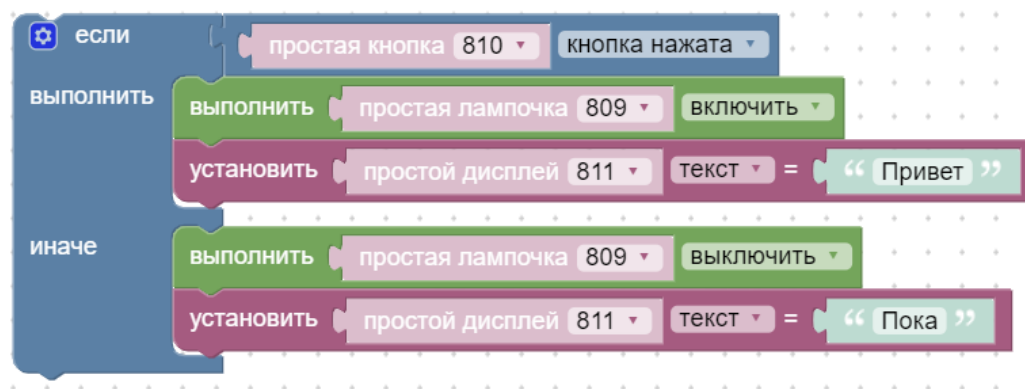 если простая кнопка 810 кнопка нажата
выполнить выполнить простая лампочка 809 включить
установить простой дисплей 811 текст = “ Привет ”
иначе выполнить простая лампочка 809 выключить
установить простой дисплей 811 текст = “ Пока ”